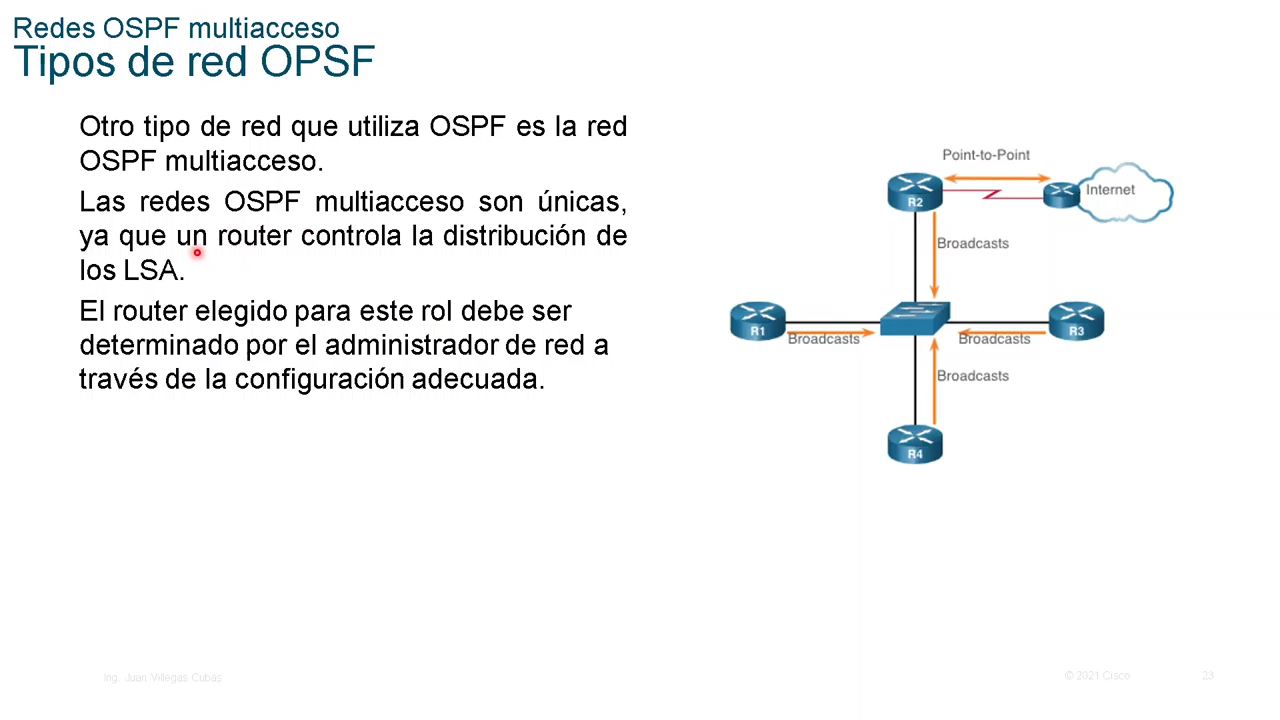 Redes OSPF multiacceso
Tipos de red OPSF
Otro tipo de red que utiliza OSPF es la red
OSPF multiacceso.
Las redes OSPF multiacceso son únicas,
ya que un router controla la distribución de
los LSA.
El router elegido para este rol debe ser
determinado por el administrador de red a
través de la configuración adecuada.
Point-to-Point
R2
Internet
Broadcasts
R1
Broadcasts
Broadcasts
R3
Broadcasts
R4
Ing. Juan Villegas Cubas
© 2021 Cisco
23